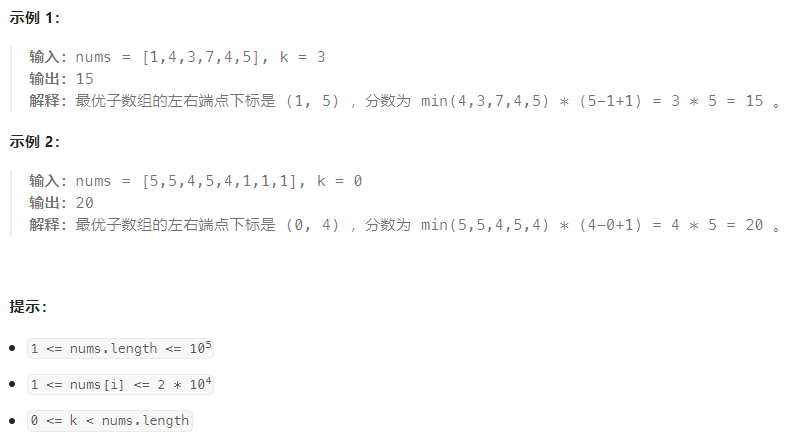 示例 1：
输入：nums = [1,4,3,7,4,5], k = 3
输出：15
解释：最优子数组的左右端点下标是 (1, 5) ，分数为 min(4,3,7,4,5) * (5-1+1) = 3 * 5 = 15 。
示例 2：
输入：nums = [5,5,4,5,4,1,1,1], k = 0
输出：20
解释：最优子数组的左右端点下标是 (0, 4) ，分数为 min(5,5,4,5,4) * (4-0+1) = 4 * 5 = 20 。
提示：
• 1 <= nums.length <= 10⁵
• 1 <= nums[i] <= 2 * 10⁴
• 0 <= k < nums.length